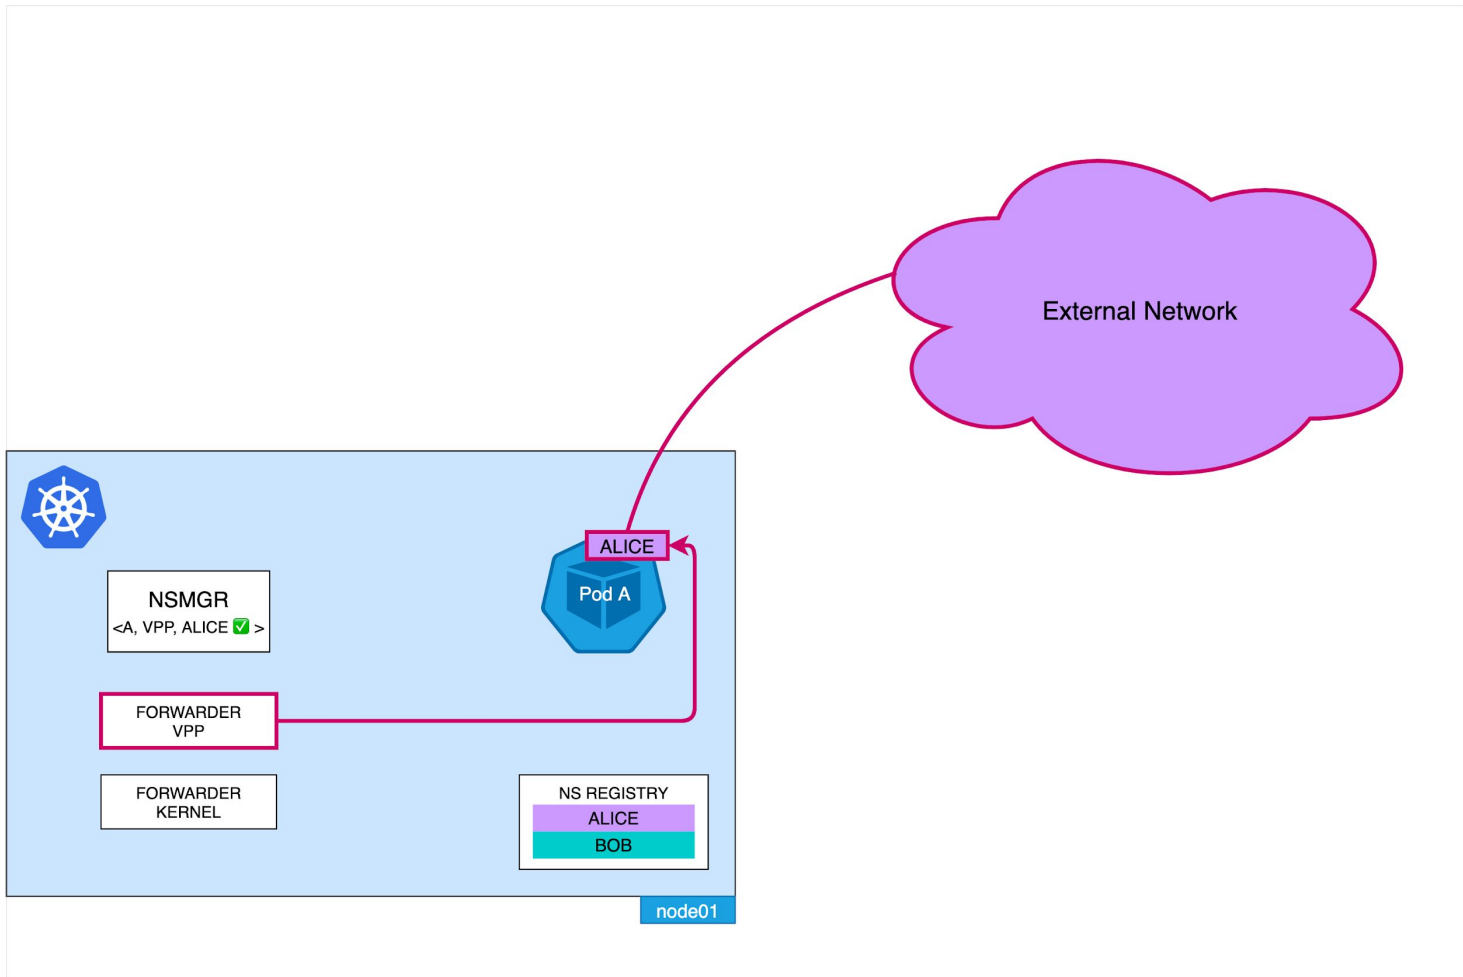 External Network
ALICE
Pod A
NSMGR
<A, VPP, ALICE ✅ >
FORWARDER
VPP
FORWARDER
KERNEL
NS REGISTRY
ALICE
BOB
node01